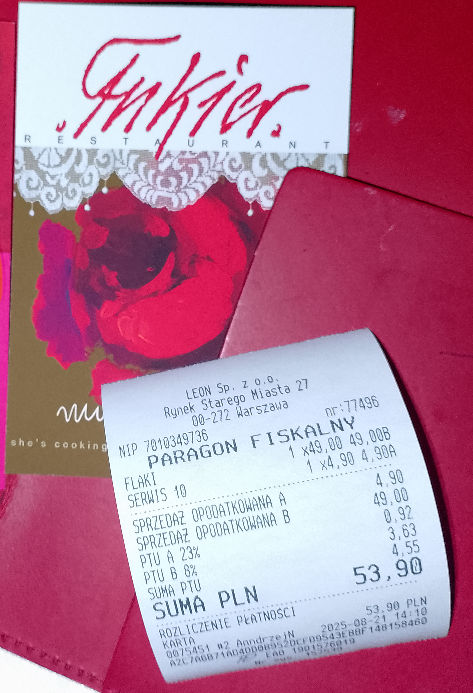 Fukier.
RESTAURANT
she's cooking
LEON Sp. z o.o.
Rynek Starego Miasta 27
00-272 Warszawa
NIP 7010349736 nr:77496
PARAGON FISKALNY
FLAKI 1 x49,00 49,00B
SERWIS 10 1 x4,90 4,90A
SPRZEDAŻ OPODATKOWANA A 4,90
SPRZEDAŻ OPODATKOWANA B 49,00
PTU A 23% 0,92
PTU B 8% 3,63
SUMA PTU 4,55
SUMA PLN 53,90
ROZLICZENIE PŁATNOŚCI
KARTA 53,90 PLN
0075451 #2 AnndrzejN 2025-08-21 14:10